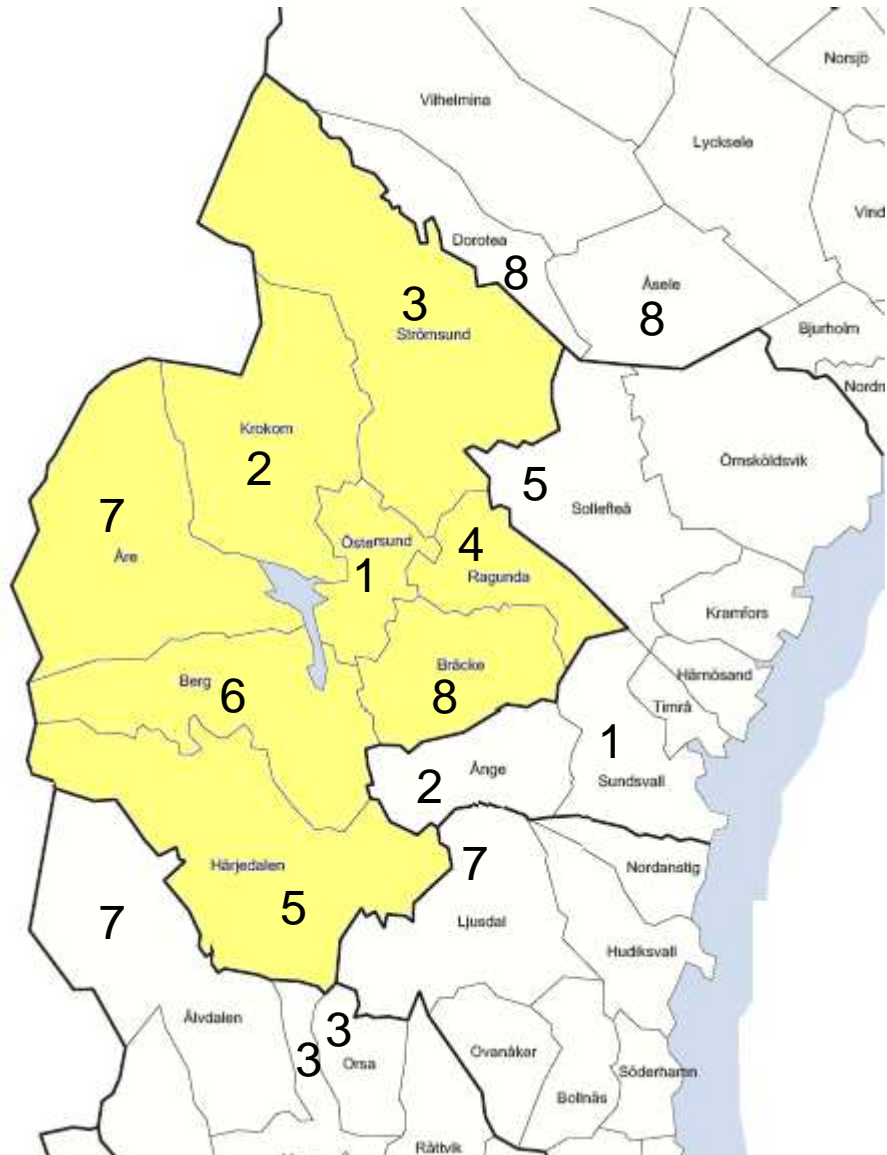 Norsjö
Vilhelmina
Lycksele
Vind
Dorotea
8
Åsele
8
3
Strömsund
Bjurholm
Nordm
Krokom
2
Örnsköldsvik
5
Sollefteå
7
Åre
Östersund
1
4
Ragunda
Kramfors
Bräcke
8
Härnösand
Berg
6
Timrå
1
Sundsvall
Ånge
2
Härjedalen
5
7
Ljusdal
Nordanstig
7
Hudiksvall
Älvdalen
3
3
Orsa
Ovanåker
Söderhamn
Bollnäs
Rättvik